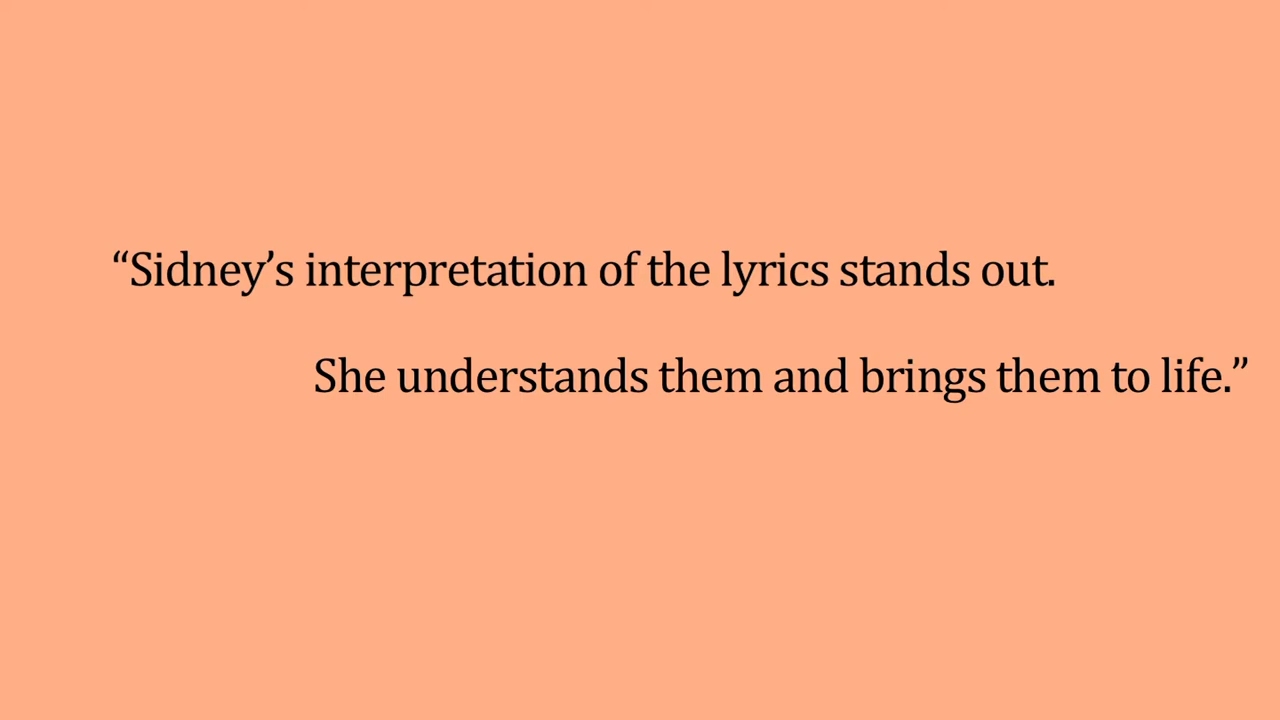 “Sidney’s interpretation of the lyrics stands out.
She understands them and brings them to life.”